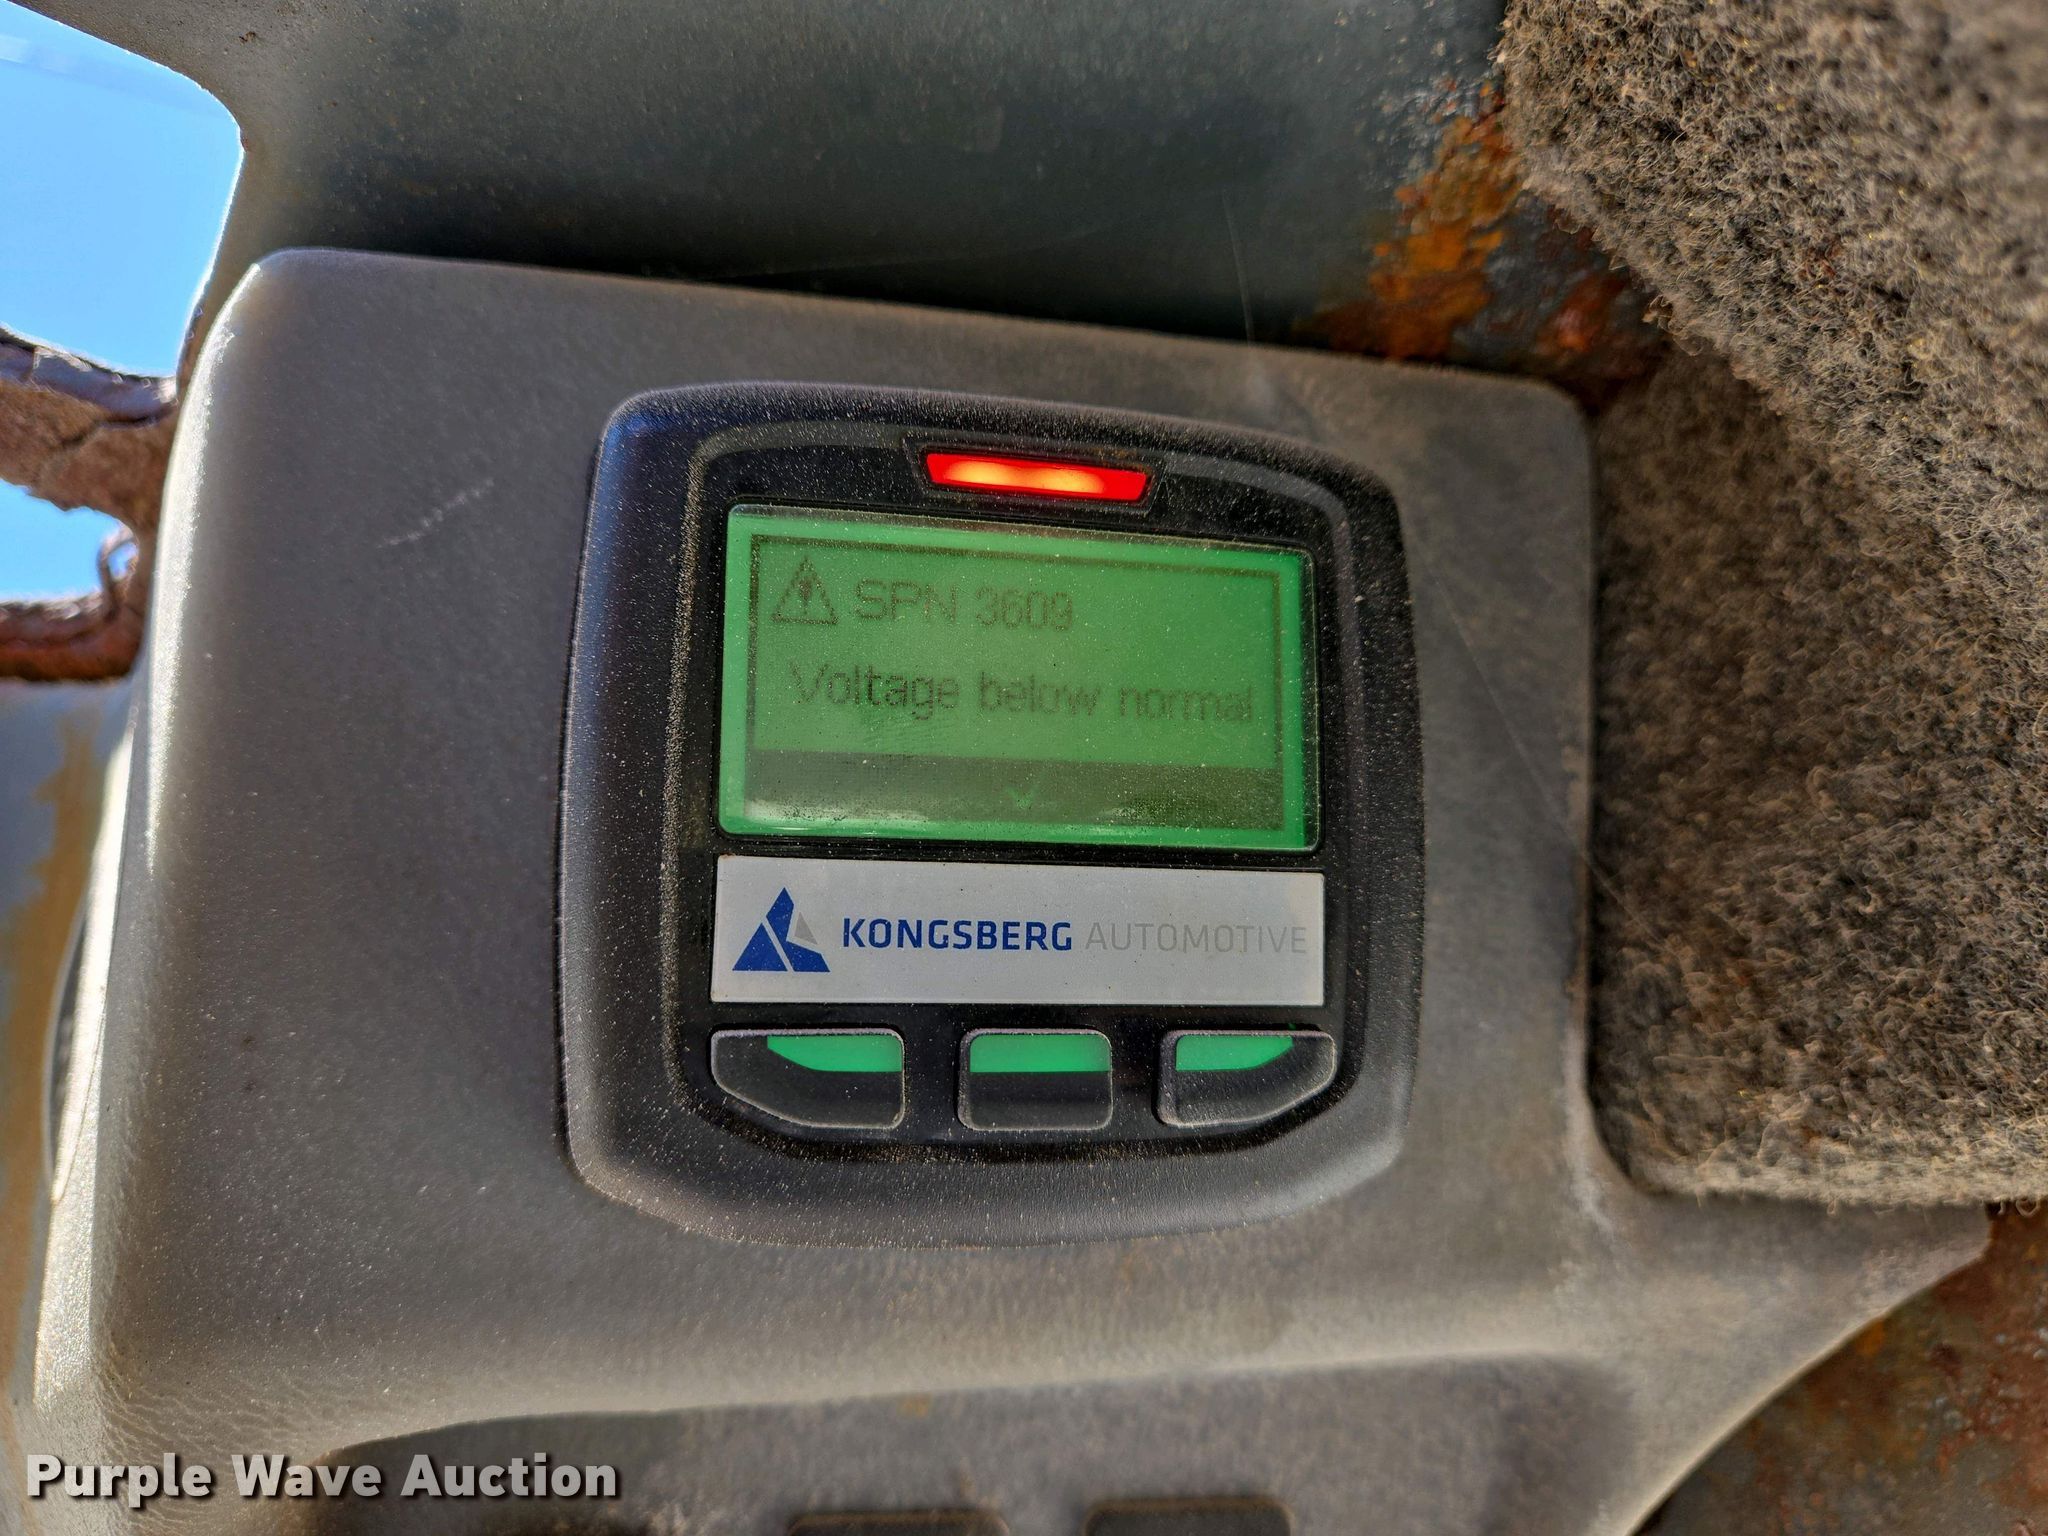 SPN 3609
Voltage below normal
KONGSBERG AUTOMOTIVE
Purple Wave Auction